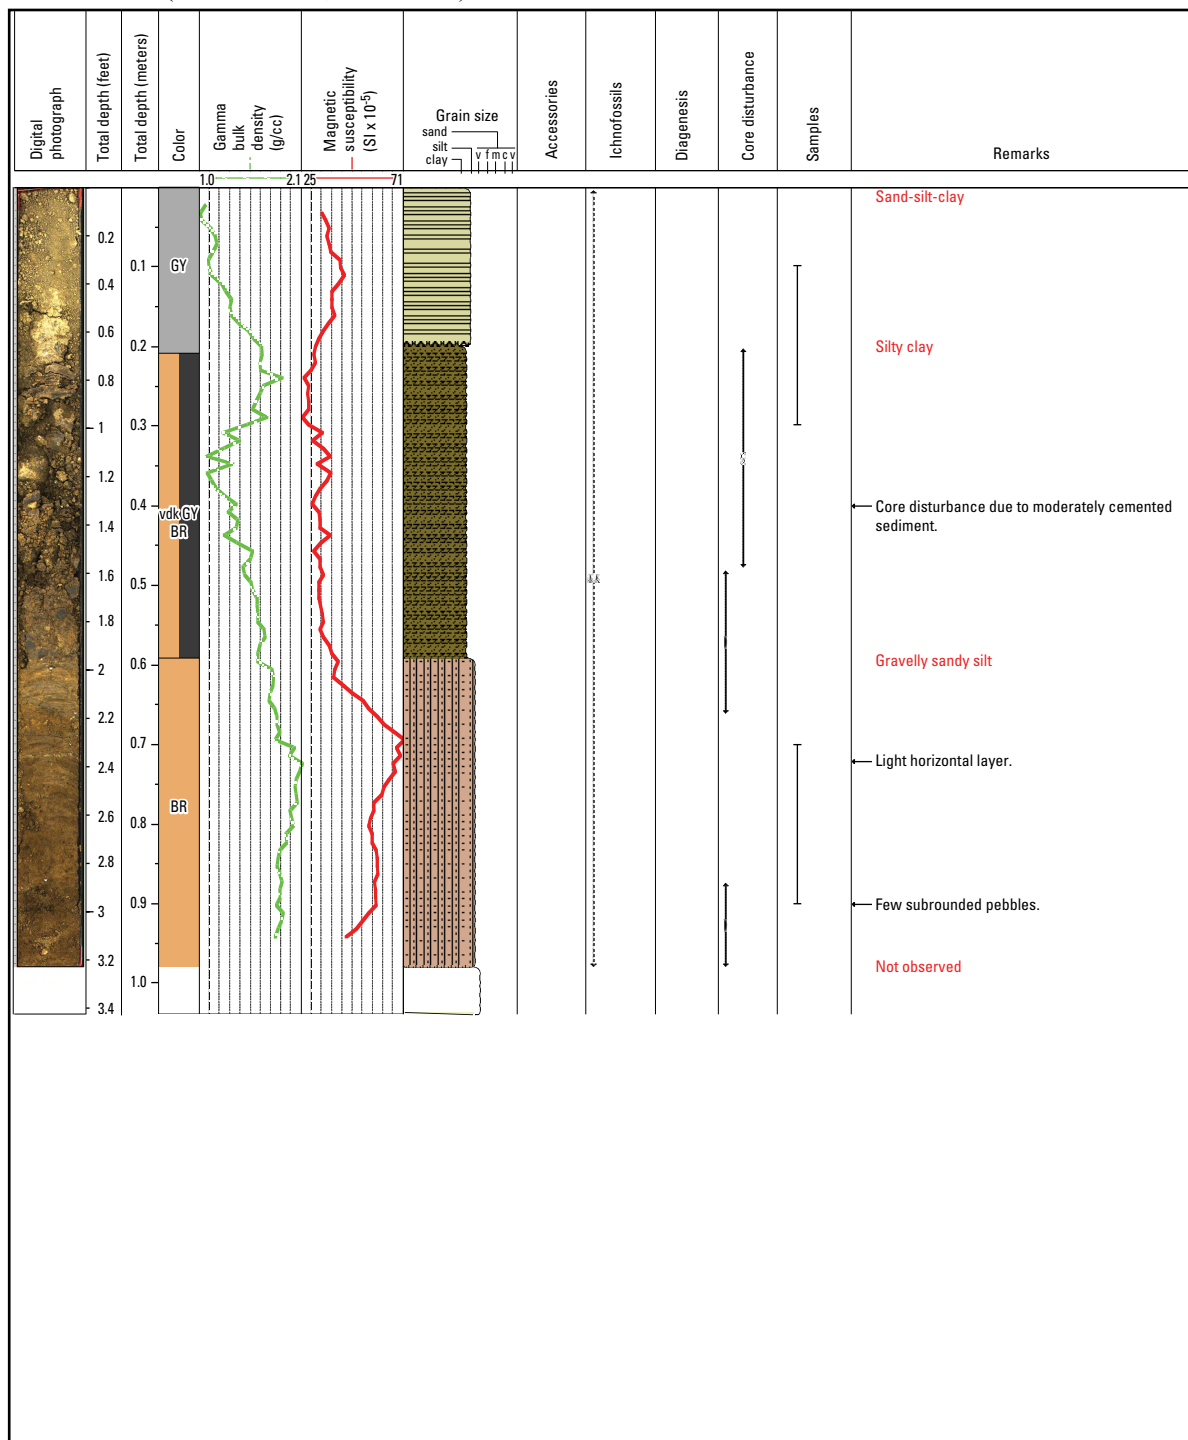 Digital
photograph
Total depth (feet)
Total depth (meters)
Color
Gamma
bulk
density
(g/cc)
Magnetic
susceptibility
(SI x 10-5)
Grain size
sand
silt
clay
v f m c v
Accessories
Ichnofossils
Diagenesis
Core disturbance
Samples
Remarks
1.0 2.1 25 71
Sand-silt-clay
0.2
0.1
GY
0.4
0.6
0.2
Silty clay
0.8
0.3
1
1.2
0.4
vdk GY
BR
Core disturbance due to moderately cemented
sediment.
1.4
1.6
0.5
1.8
0.6
2
Gravelly sandy silt
2.2
0.7
2.4
Light horizontal layer.
BR
2.6
0.8
2.8
0.9
3
Few subrounded pebbles.
3.2
Not observed
1.0
3.4